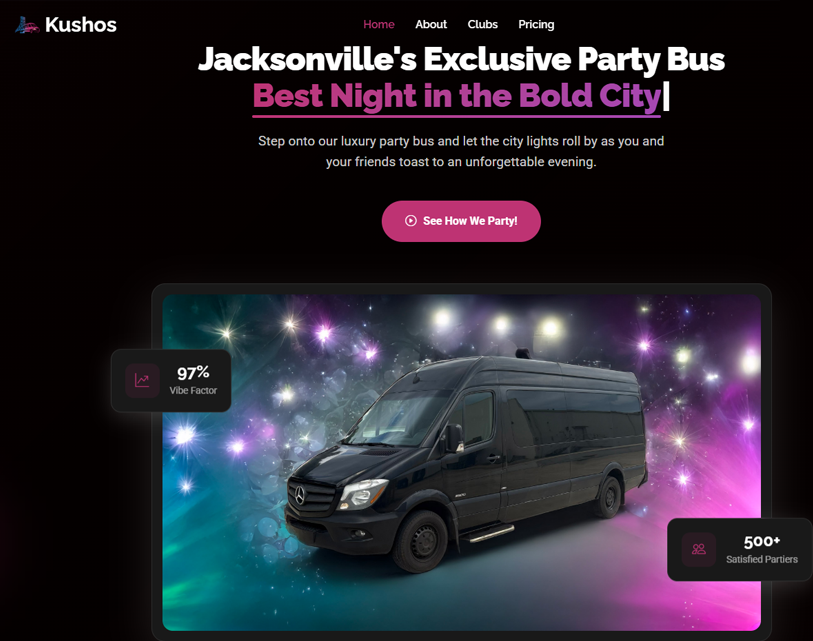 Kushos
Home About Clubs Pricing
Jacksonville's Exclusive Party Bus
Best Night in the Bold City|
Step onto our luxury party bus and let the city lights roll by as you and
your friends toast to an unforgettable evening.
See How We Party!
97%
Vibe Factor
500+
Satisfied Partiers